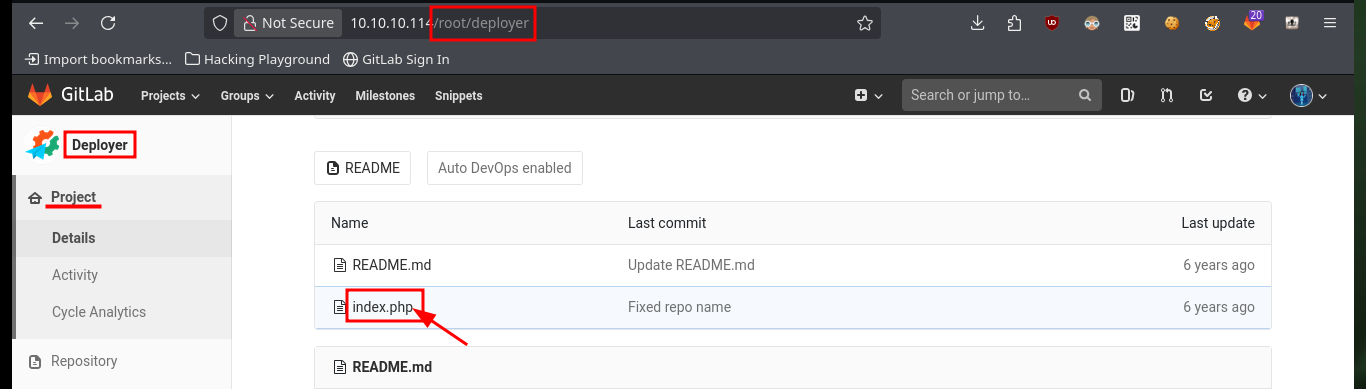 Not Secure 10.10.10.114/root/deployer 20
Import bookmarks... Hacking Playground GitLab Sign In
GitLab Projects Groups Activity Milestones Snippets Search or jump to...
Deployer
README Auto DevOps enabled
Project
Name Last commit Last update
Details
README.md Update README.md 6 years ago
Activity
index.php Fixed repo name 6 years ago
Cycle Analytics
Repository
README.md